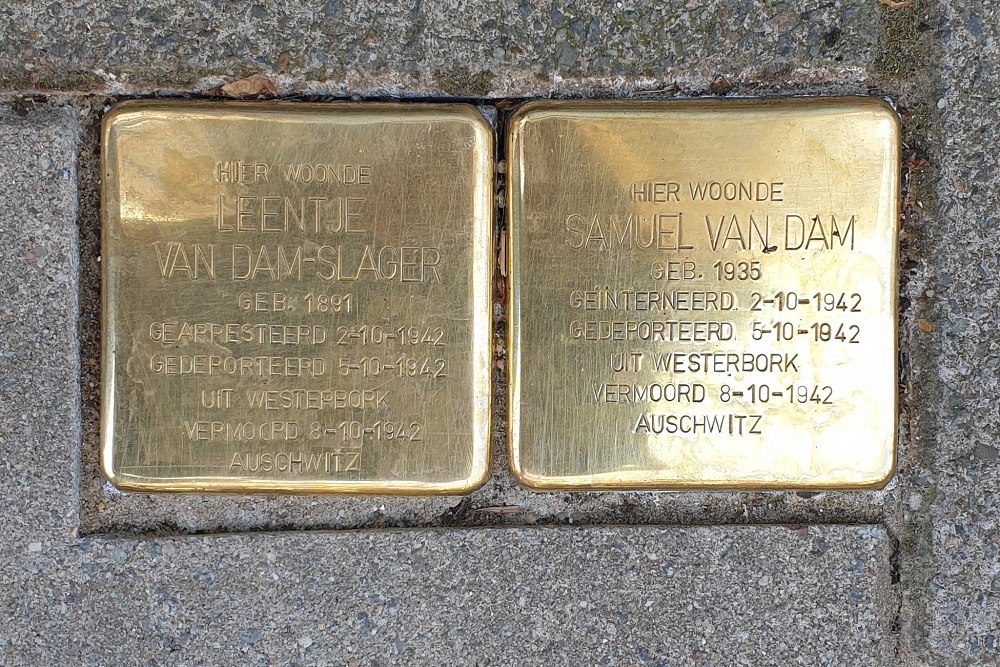 HIER WOONDE
LEENTJE
VAN DAM-SLAGER
GEB. 1891
GEARRESTEERD 2-10-1942
GEDEPORTEERD 5-10-1942
UIT WESTERBORK
VERMOORD 8-10-1942
AUSCHWITZ
HIER WOONDE
SAMUEL VAN DAM
GEB. 1935
GEÏNTERNEERD 2-10-1942
GEDEPORTEERD 5-10-1942
UIT WESTERBORK
VERMOORD 8-10-1942
AUSCHWITZ